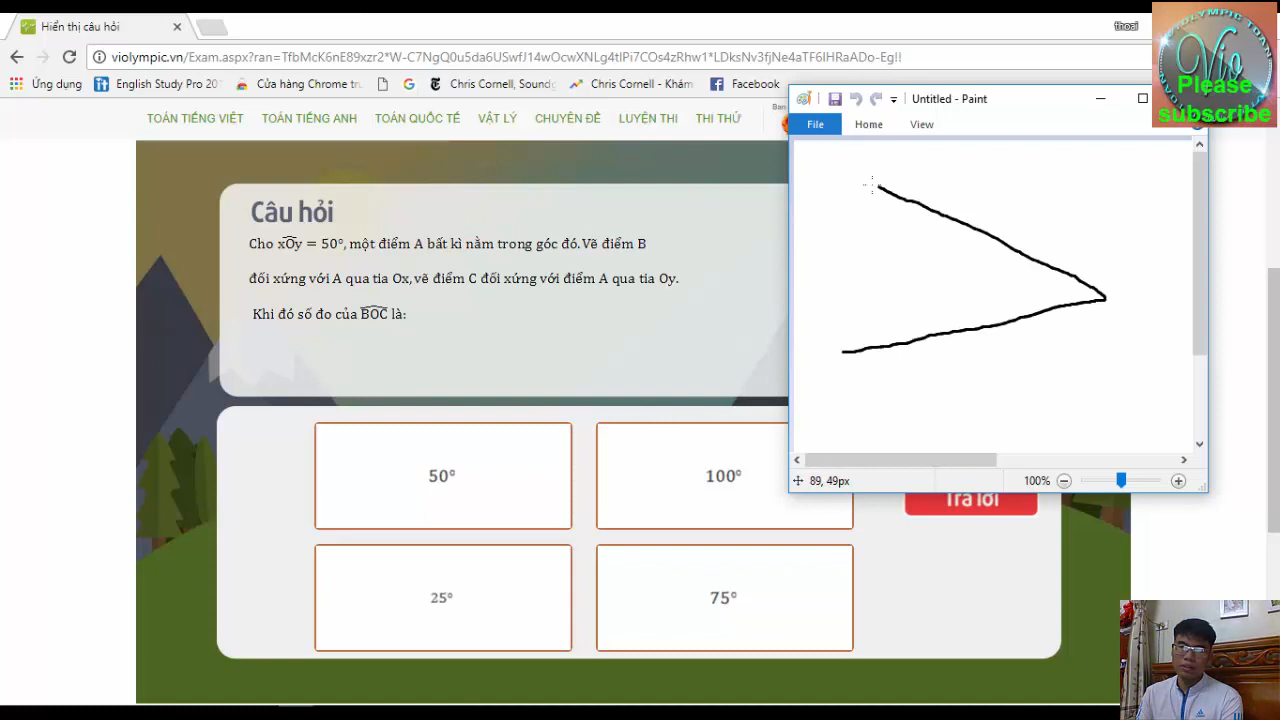 Hiển thị câu hỏi
thoai
violympic.vn/Exam.aspx?ran=TfbMcK6nE89xzr2*W-C7NgQ0u5da6USwfJ14wOcwXNLg4tlPi7COs4zRhw1*LDksNv3fjNe4aTF6IHRaADo-Eg!!
Ứng dụng
English Study Pro 20
Cửa hàng Chrome tr
Chris Cornell, Soundg
Chris Cornell - Khám
Facebook
TOÁN TIẾNG VIỆT
TOÁN TIẾNG ANH
TOÁN QUỐC TẾ
VẬT LÝ
CHUYÊN ĐỀ
LUYỆN THI
THI THỬ
Ban
Vio
Please
subscribe
Untitled - Paint
File
Home
View
Câu hỏi
Cho xOy = 50°, một điểm A bất kì nằm trong góc đó. Vẽ điểm B
đối xứng với A qua tia Ox, vẽ điểm C đối xứng với điểm A qua tia Oy.
Khi đó số đo của BOC là:
89, 49px
100%
50°
100°
Trả lời
25°
75°